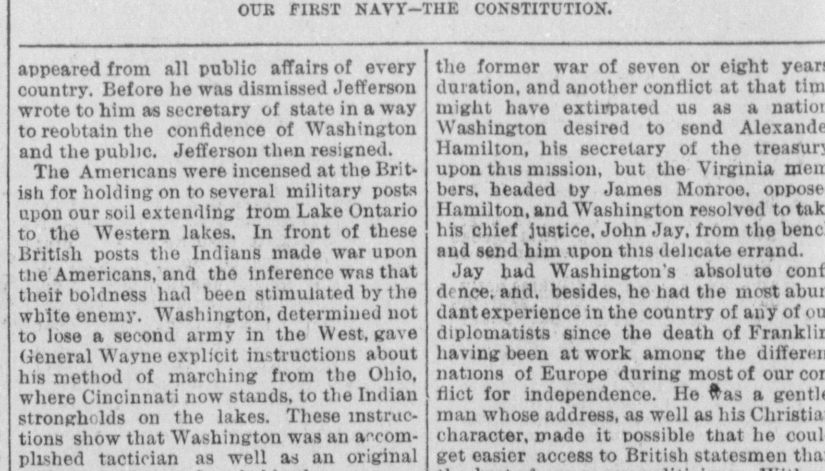 OUR FIRST NAVY—THE CONSTITUTION.
appeared from all public affairs of every
country. Before he was dismissed Jefferson
wrote to him as secretary of state in a way
to reobtain the confidence of Washington
and the public. Jefferson then resigned.
The Americans were incensed at the Brit-
ish for holding on to several military posts
upon our soil extending from Lake Ontario
to the Western lakes. In front of these
British posts the Indians made war upon
the Americans, and the inference was that
their boldness had been stimulated by the
white enemy. Washington, determined not
to lose a second army in the West, gave
General Wayne explicit instructions about
his method of marching from the Ohio,
where Cincinnati now stands, to the Indian
strongholds on the lakes. These instruc-
tions show that Washington was an accom-
plished tactician as well as an original
the former war of seven or eight year
duration, and another conflict at that tim
might have extirpated us as a nation
Washington desired to send Alexande
Hamilton, his secretary of the treasury
upon this mission, but the Virginia mem
bers, headed by James Monroe, oppose
Hamilton, and Washington resolved to tak
his chief justice, John Jay, from the benc
and send him upon this delicate errand.
Jay had Washington's absolute conf
dence, and, besides, he had the most abun
dant experience in the country of any of ou
diplomatists since the death of Franklin
having been at work among the differen
nations of Europe during most of our con
flict for independence. He was a gentle
man whose address, as well as his Christia
character, made it possible that he coul
get easier access to British statesmen tha